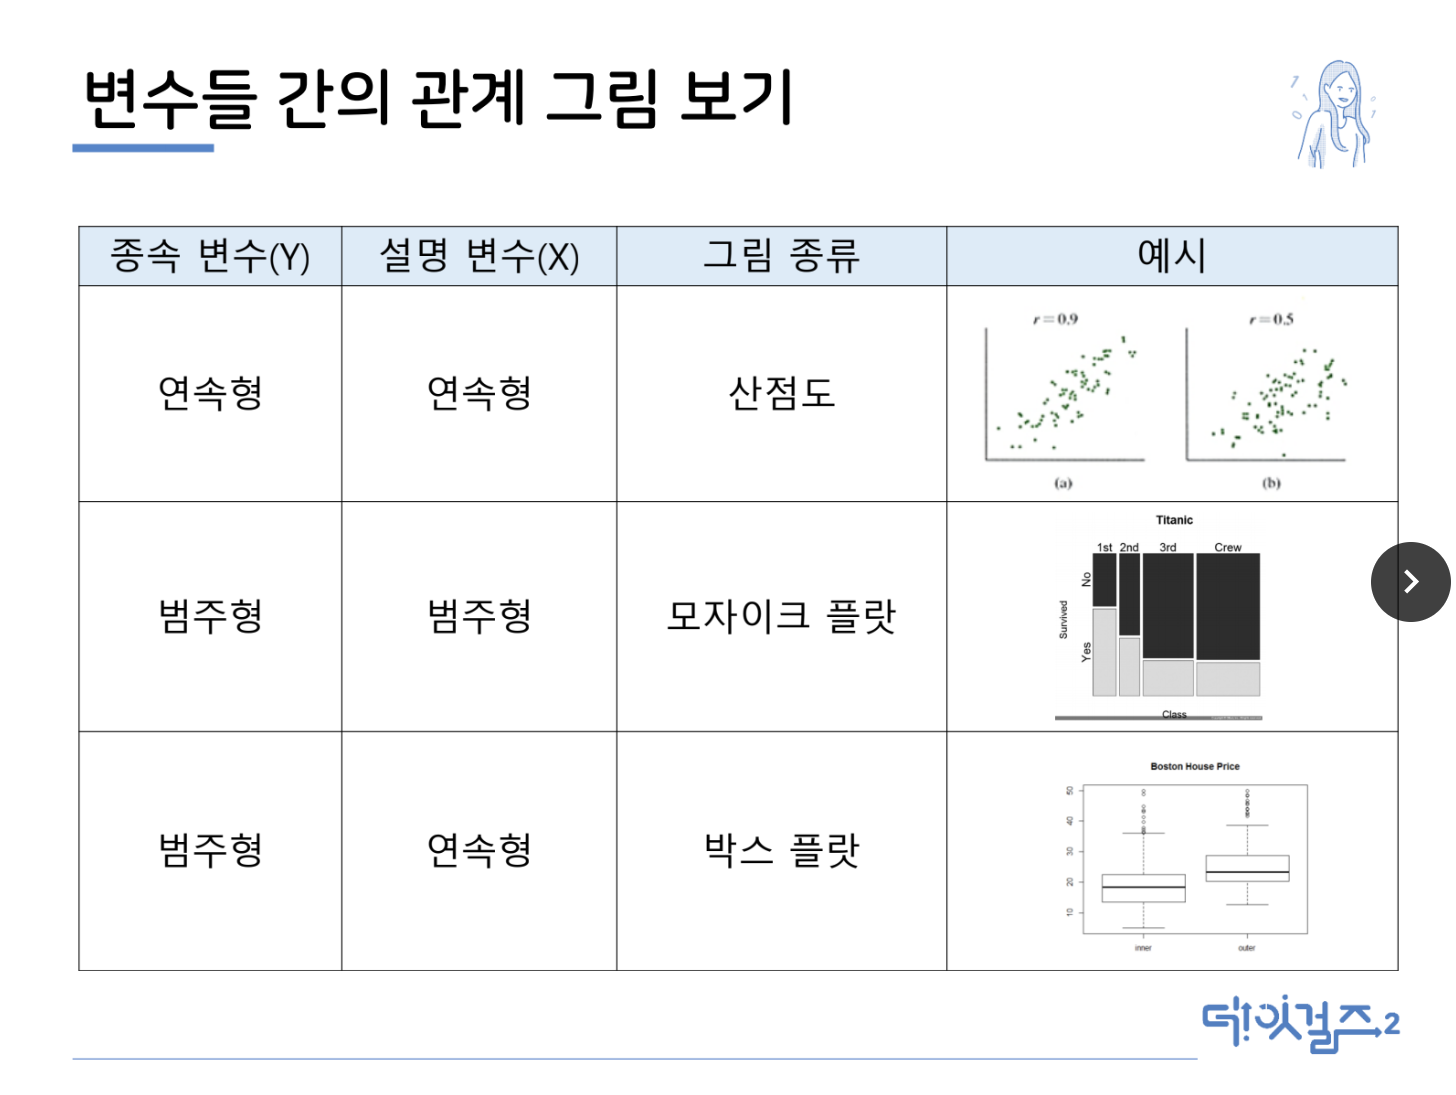 변수들 간의 관계 그림 보기
종속 변수(Y) 설명 변수(X) 그림 종류 예시
연속형 연속형 산점도
r=0.9 r=0.5
(a) (b)
범주형 범주형 모자이크 플랏
Titanic
1st 2nd 3rd Crew
No
Yes
Survived
Class
범주형 연속형 박스 플랏
Boston House Price
50
40
30
20
10
inner outer
데잇걸즈2